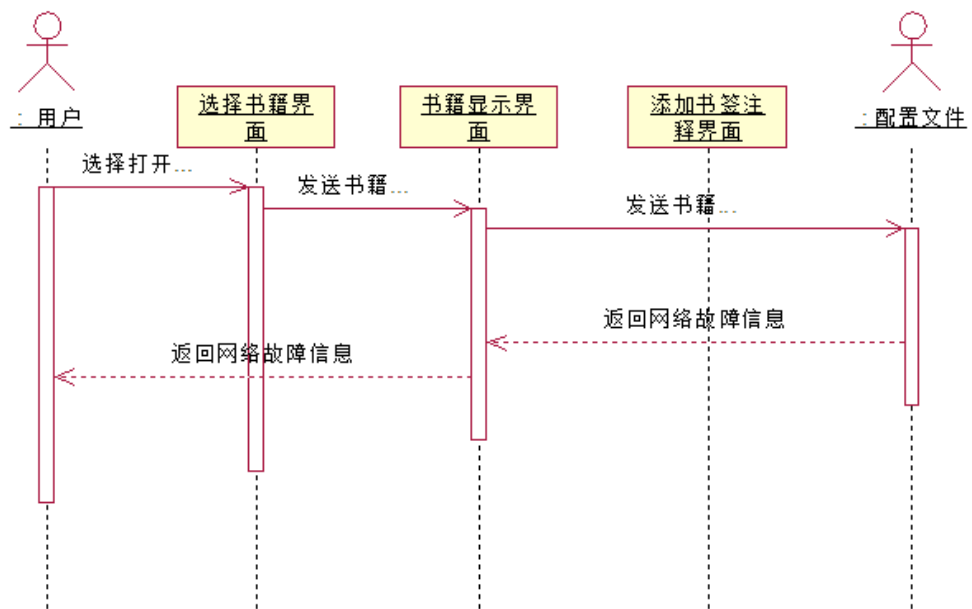 : 用户
选择书籍界
面
书籍显示界
面
添加书签注
释界面
: 配置文件
选择打开...
发送书籍...
发送书籍...
返回网络故障信息
返回网络故障信息